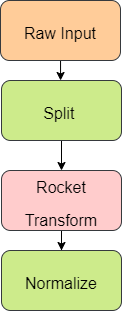 Raw Input
Split
Rocket
Transform
Normalize